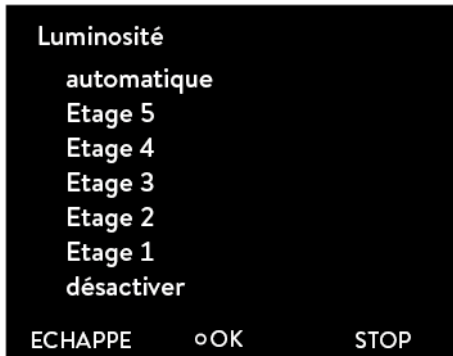 Luminosité
automatique
Etage 5
Etage 4
Etage 3
Etage 2
Etage 1
désactiver
ECHAPPE oOK STOP